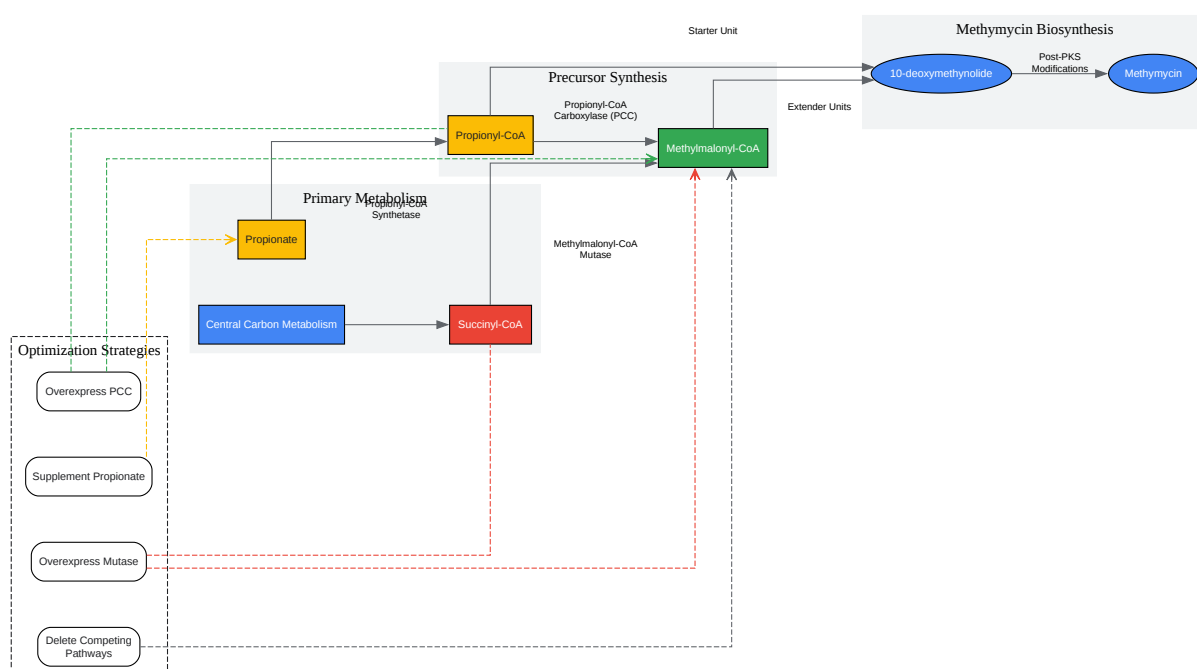 Starter Unit
Methymycin Biosynthesis
Post-PKS
Modifications
10-deoxymethynolide
Methymycin
Precursor Synthesis
Propionyl-CoA
Carboxylase (PCC)
Extender Units
Propionyl-CoA
Methylmalonyl-CoA
Primary Metabolism
Propionyl-CoA
Synthetase
Propionate
Methylmalonyl-CoA
Mutase
Central Carbon Metabolism
Succinyl-CoA
Optimization Strategies
Overexpress PCC
Supplement Propionate
Overexpress Mutase
Delete Competing
Pathways